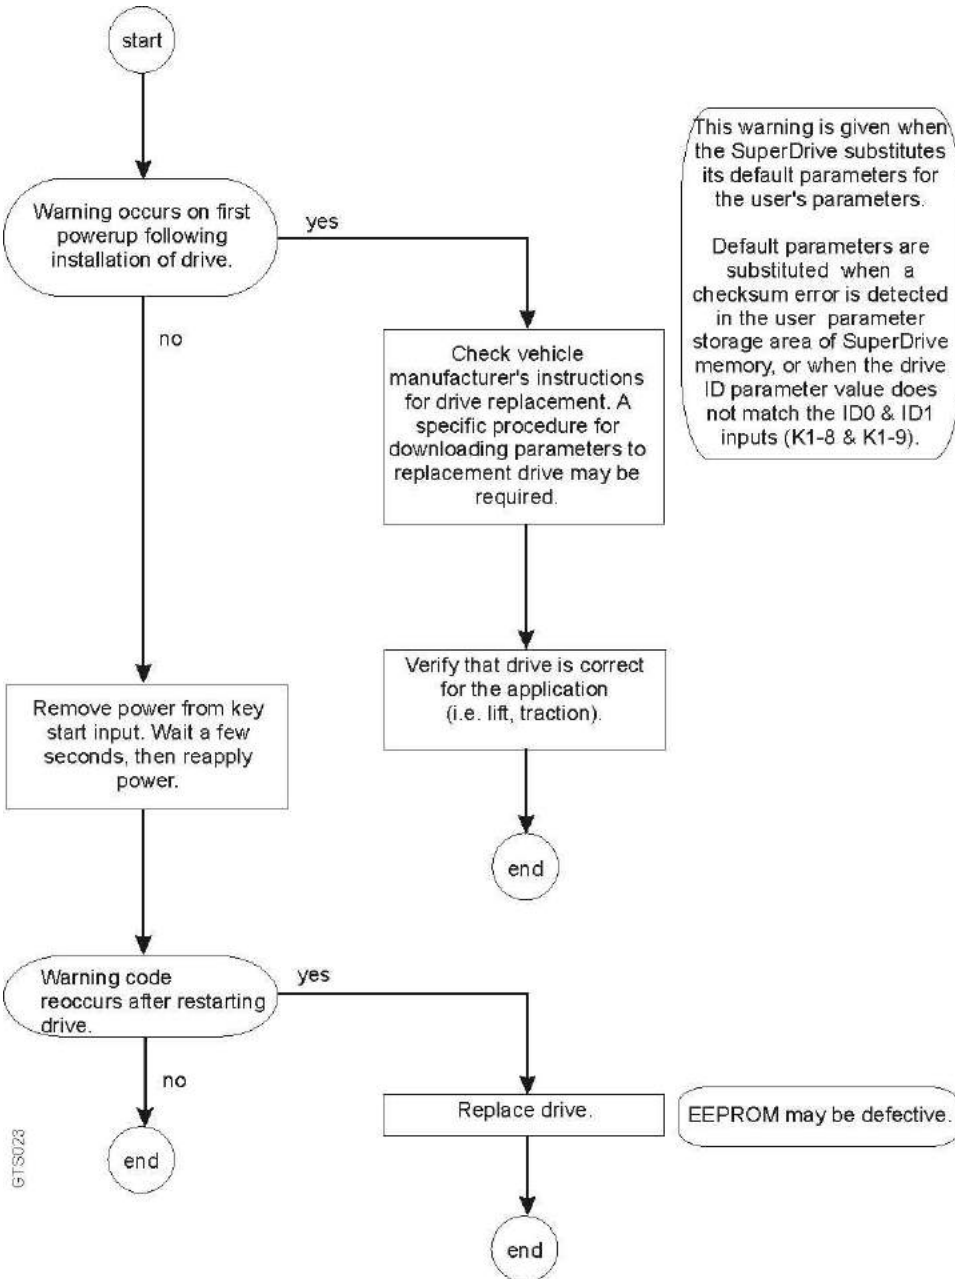 start
Warning occurs on first
powerup following
installation of drive.
yes
no
This warning is given when
the SuperDrive substitutes
its default parameters for
the user's parameters.
Default parameters are
substituted when a
checksum error is detected
in the user parameter
storage area of SuperDrive
memory, or when the drive
ID parameter value does
not match the ID0 & ID1
inputs (K1-8 & K1-9).
Check vehicle
manufacturer's instructions
for drive replacement. A
specific procedure for
downloading parameters to
replacement drive may be
required.
Verify that drive is correct
for the application
(i.e. lift, traction).
end
Remove power from key
start input. Wait a few
seconds, then reapply
power.
Warning code
reoccurs after restarting
drive.
yes
no
end
Replace drive.
EEPROM may be defective.
end
GTS023